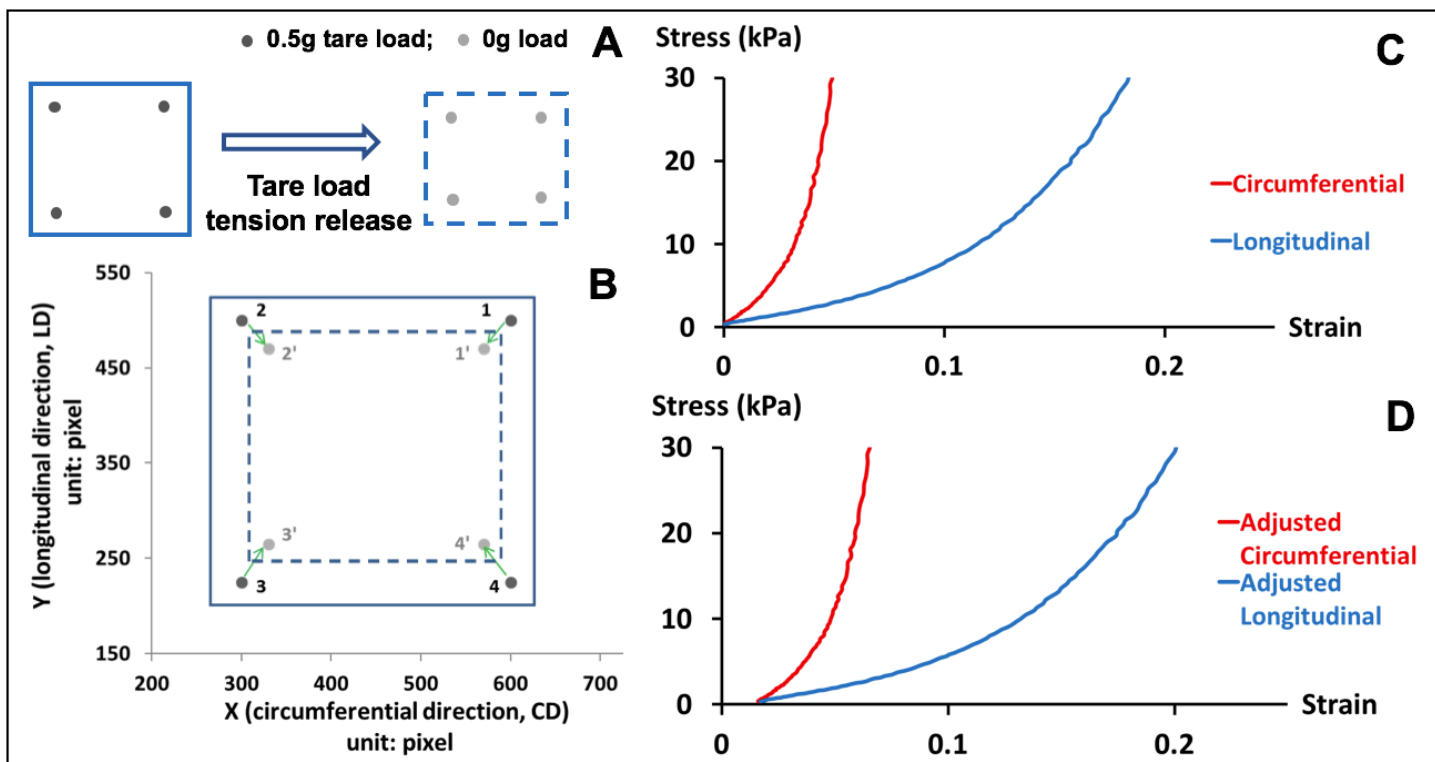 0.5g tare load; 0g load
A
Tare load
tension release
B
550
450
350
250
150
200 300 400 500 600 700
Y (longitudinal direction, LD)
unit: pixel
X (circumferential direction, CD)
unit: pixel
2 1
2' 1'
3' 4'
3 4
Stress (kPa)
C
30
20
10
0
0 0.1 0.2
Strain
Circumferential
Longitudinal
Stress (kPa)
D
30
20
10
0
0 0.1 0.2
Strain
Adjusted
Circumferential
Adjusted
Longitudinal